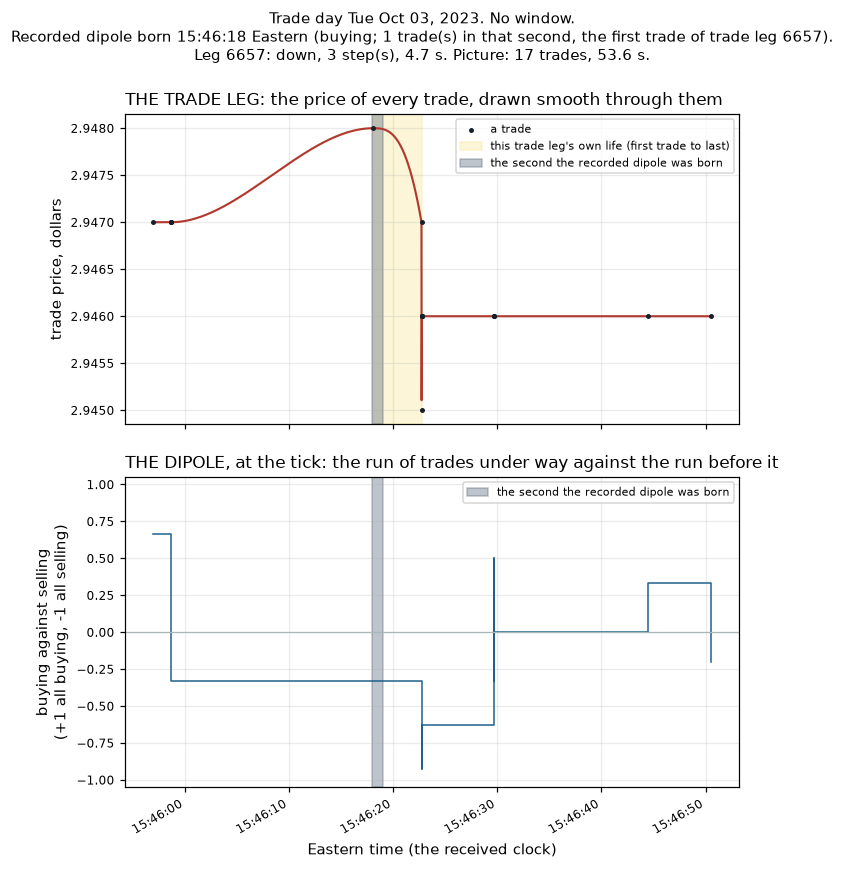 Trade day Tue Oct 03, 2023. No window.
Recorded dipole born 15:46:18 Eastern (buying; 1 trade(s) in that second, the first trade of trade leg 6657).
Leg 6657: down, 3 step(s), 4.7 s. Picture: 17 trades, 53.6 s.
THE TRADE LEG: the price of every trade, drawn smooth through them
a trade
this trade leg's own life (first trade to last)
the second the recorded dipole was born
trade price, dollars
2.9480
2.9475
2.9470
2.9465
2.9460
2.9455
2.9450
THE DIPOLE, at the tick: the run of trades under way against the run before it
the second the recorded dipole was born
buying against selling
(+1 all buying, -1 all selling)
1.00
0.75
0.50
0.25
0.00
−0.25
−0.50
−0.75
−1.00
15:46:00
15:46:10
15:46:20
15:46:30
15:46:40
15:46:50
Eastern time (the received clock)